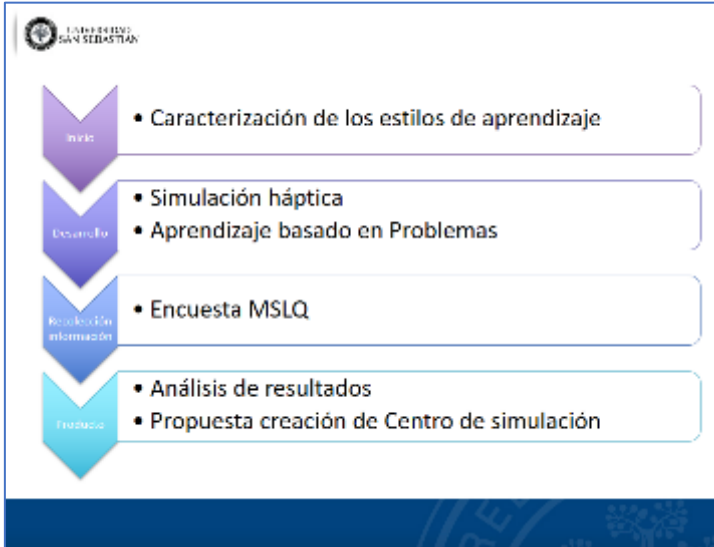 UNIVERSIDAD
SAN SEBASTIÁN
Inicio
• Caracterización de los estilos de aprendizaje
Desarrollo
• Simulación háptica
• Aprendizaje basado en Problemas
Recolección
información
• Encuesta MSLQ
Producto
• Análisis de resultados
• Propuesta creación de Centro de simulación